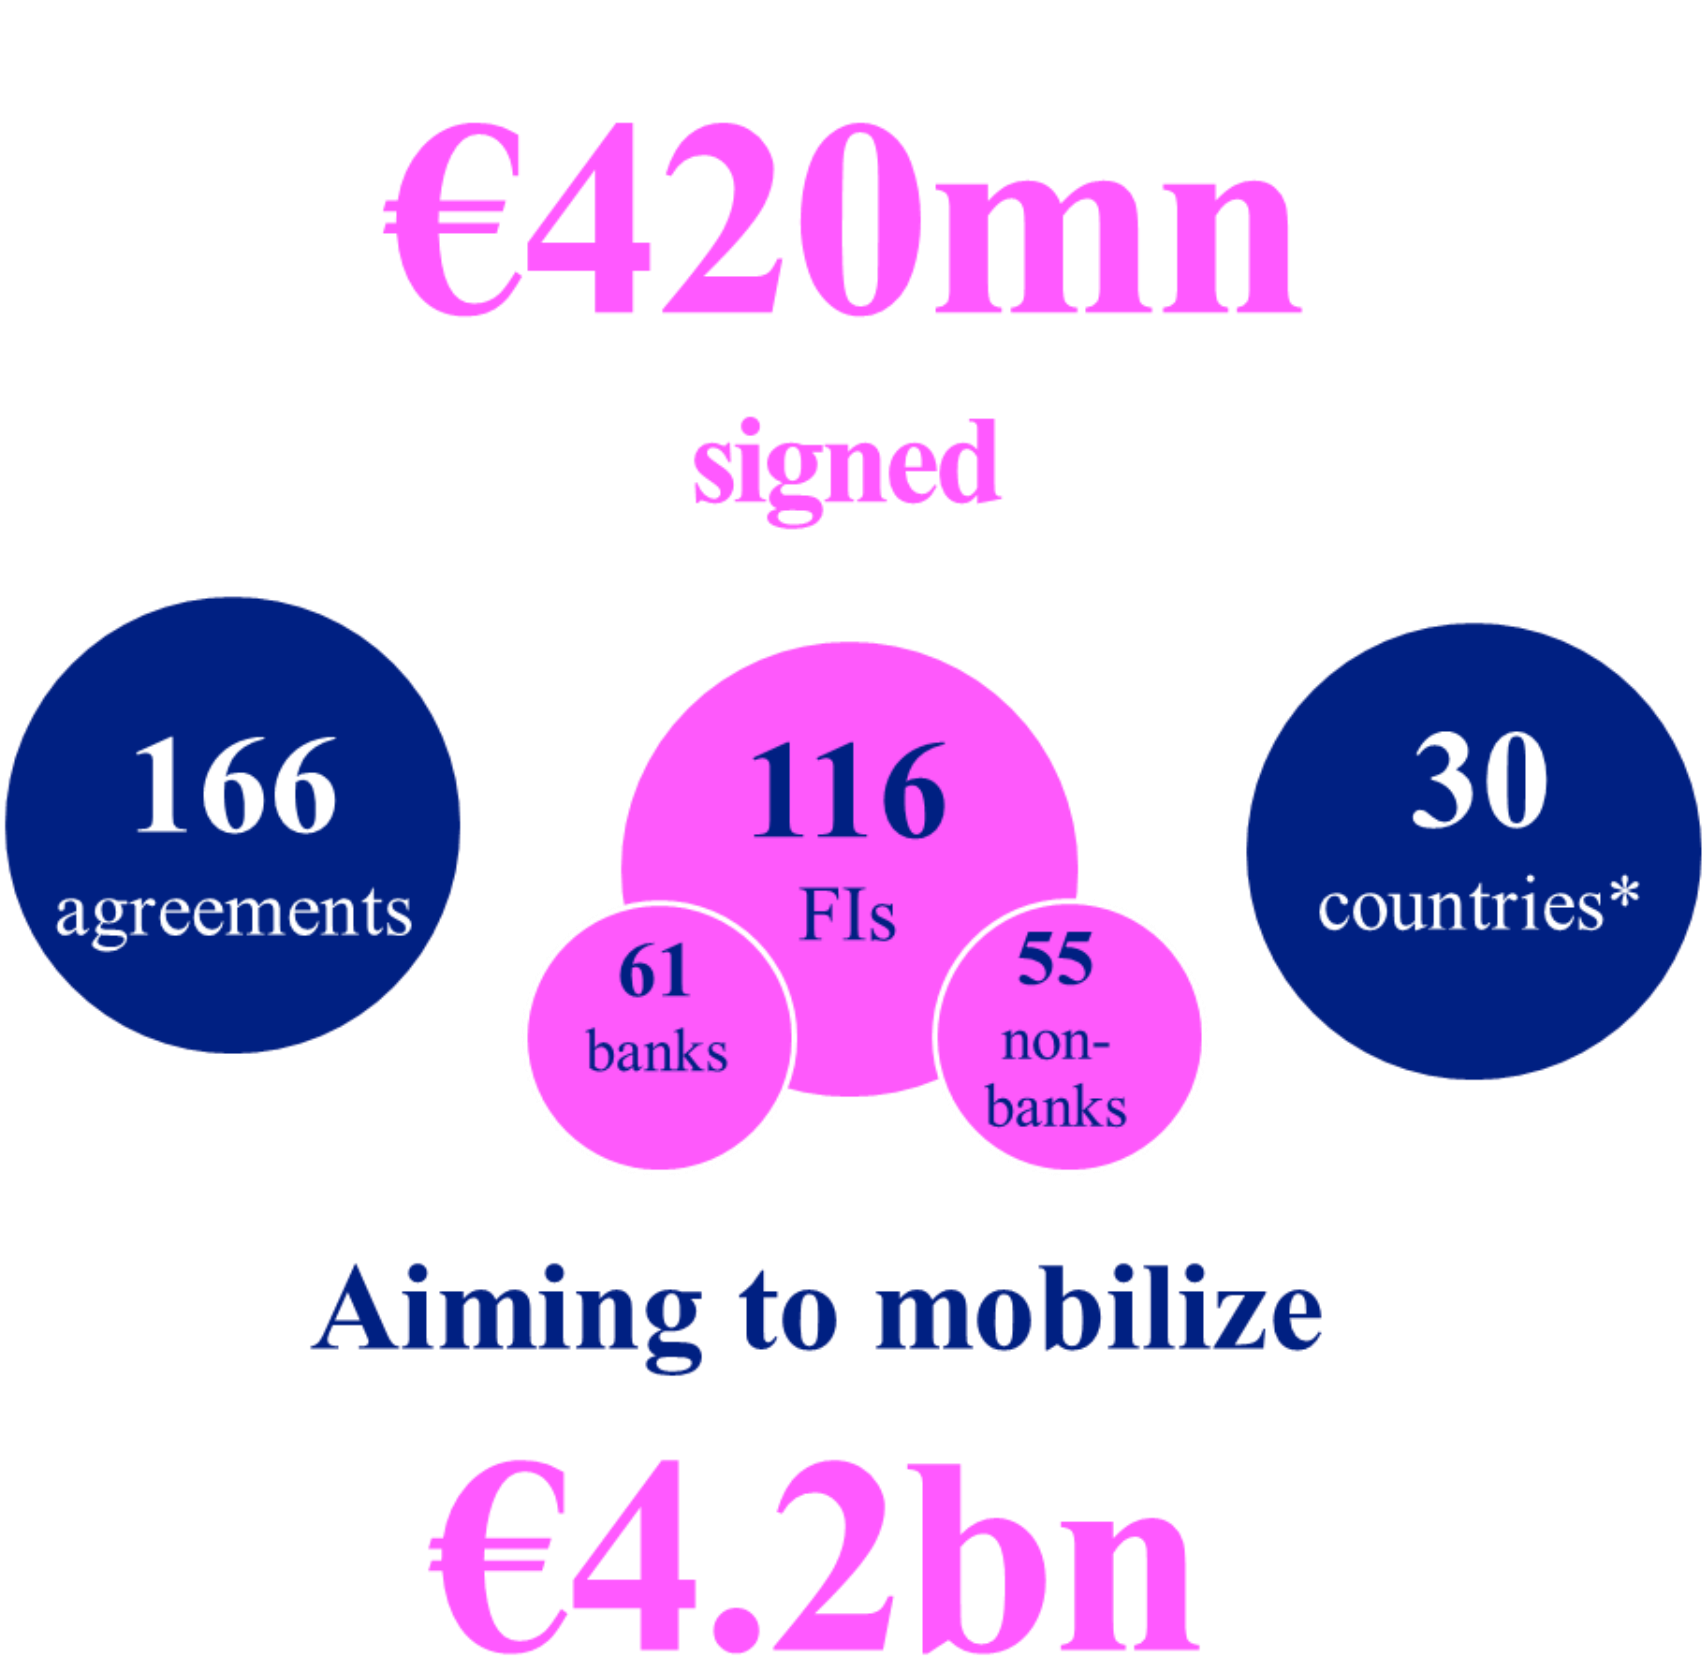 €420mn
signed
166
agreements
116
FIs
61
banks
55
non-
banks
30
countries*
Aiming to mobilize
€4.2bn